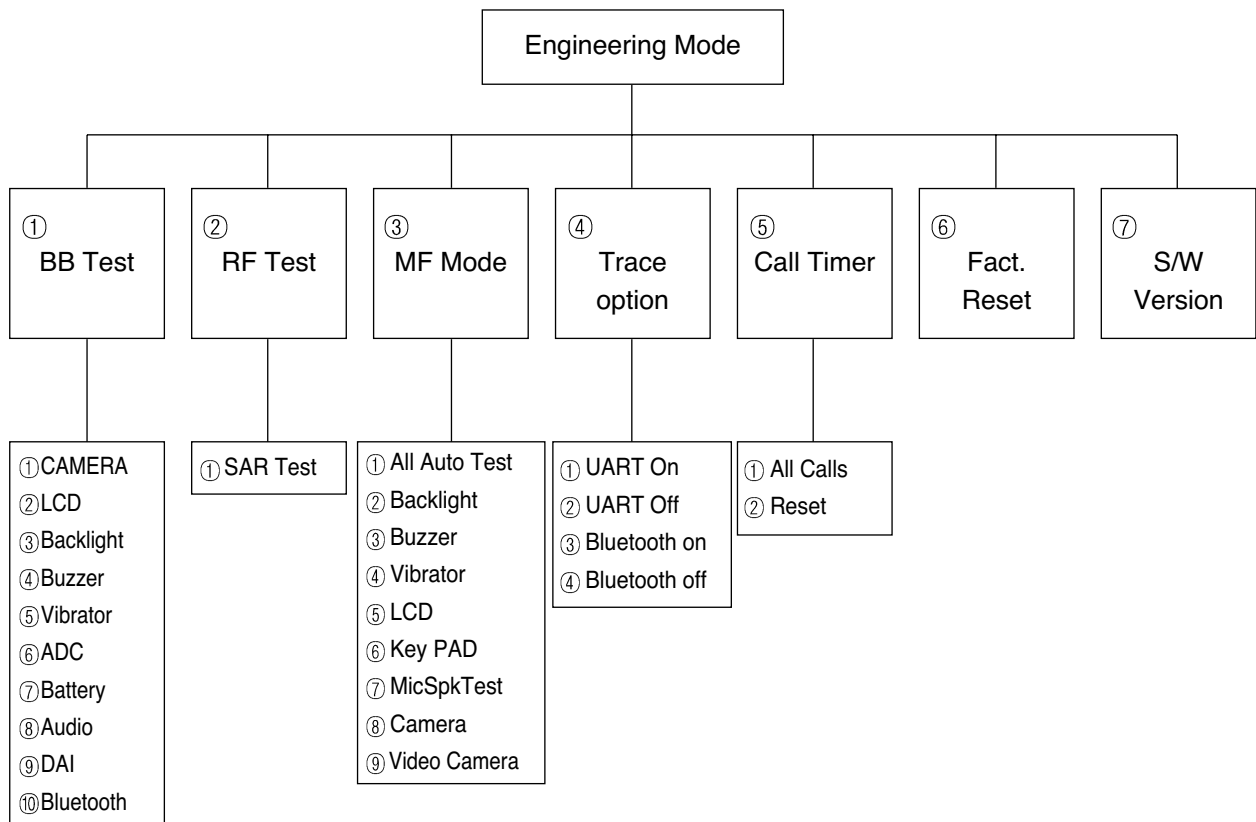 Engineering Mode
①
BB Test
②
RF Test
③
MF Mode
④
Trace
option
⑤
Call Timer
⑥
Fact.
Reset
⑦
S/W
Version
①CAMERA
②LCD
③Backlight
④Buzzer
⑤Vibrator
⑥ADC
⑦Battery
⑧Audio
⑨DAI
⑩Bluetooth
① SAR Test
① All Auto Test
② Backlight
③ Buzzer
④ Vibrator
⑤ LCD
⑥ Key PAD
⑦ MicSpkTest
⑧ Camera
⑨ Video Camera
① UART On
② UART Off
③ Bluetooth on
④ Bluetooth off
① All Calls
② Reset